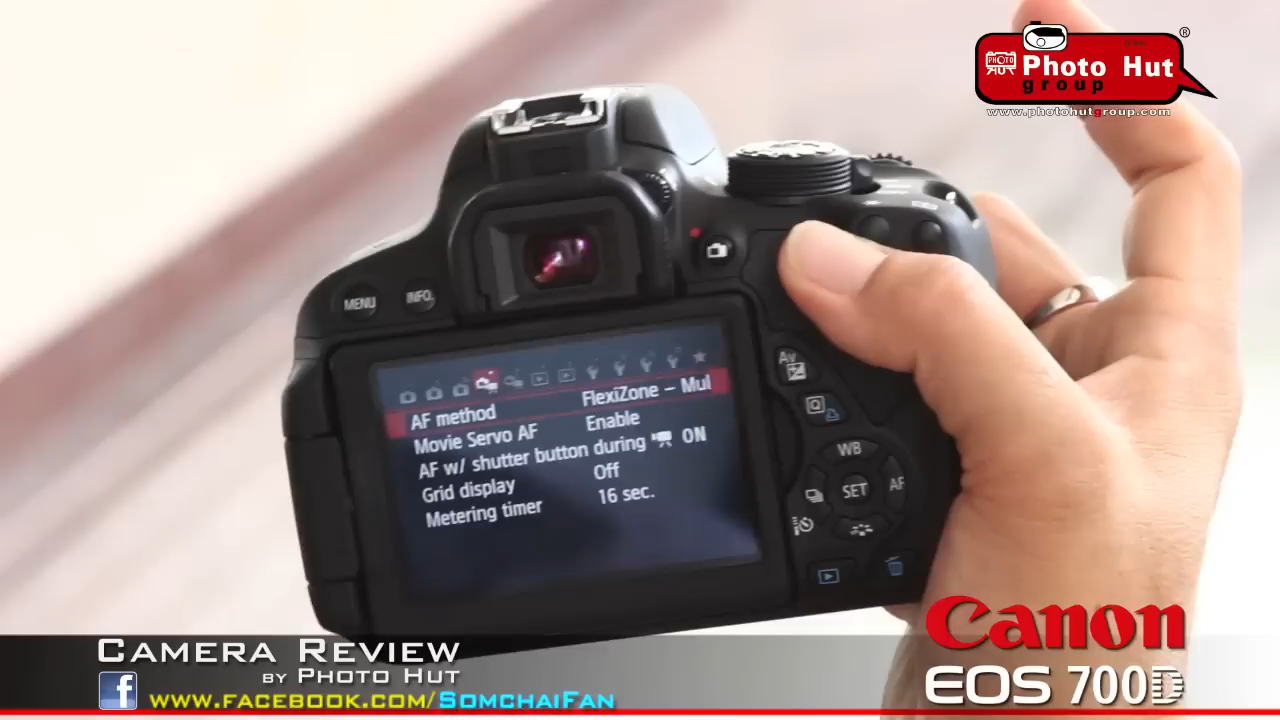 PHOTO HUT
Photo Hut
group
®
www.photohutgroup.com
MENU
INFO.
AF method FlexiZone - Mul
Movie Servo AF Enable
AF w/ shutter button during ON
Grid display Off
Metering timer 16 sec.
Av
Q
WB
AF
SET
CAMERA REVIEW
BY PHOTO HUT
f WWW.FACEBOOK.COM/SOMCHAIFAN
Canon
EOS 700D